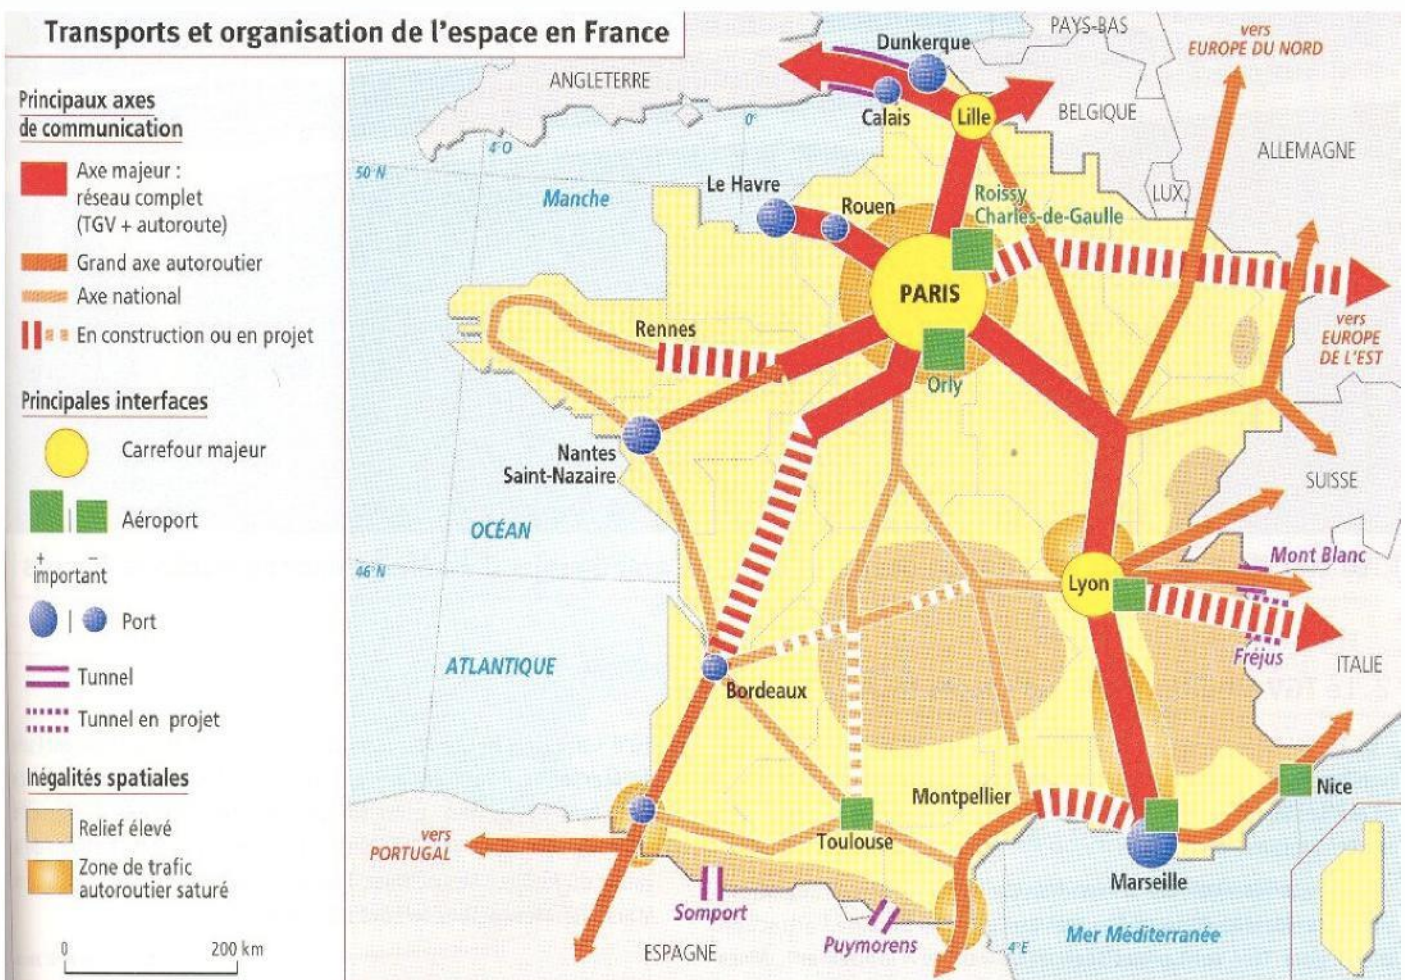 Transports et organisation de l'espace en France
Principaux axes
de communication
Axe majeur :
réseau complet
(TGV + autoroute)
Grand axe autoroutier
Axe national
En construction ou en projet
Principales interfaces
Carrefour majeur
Aéroport
+ −
important
Port
Tunnel
Tunnel en projet
Inégalités spatiales
Relief élevé
Zone de trafic
autoroutier saturé
0 200 km
vers
EUROPE DU NORD
PAYS-BAS
Dunkerque
ANGLETERRE
Calais
Lille
BELGIQUE
ALLEMAGNE
0°
4°O
50°N
Manche
Le Havre
Rouen
Roissy
Charles-de-Gaulle
LUX.
PARIS
Rennes
Orly
vers
EUROPE
DE L'EST
Nantes
Saint-Nazaire
SUISSE
OCÉAN
Mont Blanc
46°N
Lyon
Fréjus
ITALIE
ATLANTIQUE
Bordeaux
Montpellier
Nice
vers
PORTUGAL
Toulouse
Marseille
Somport
Puymorens
ESPAGNE
4°E
Mer Méditerranée